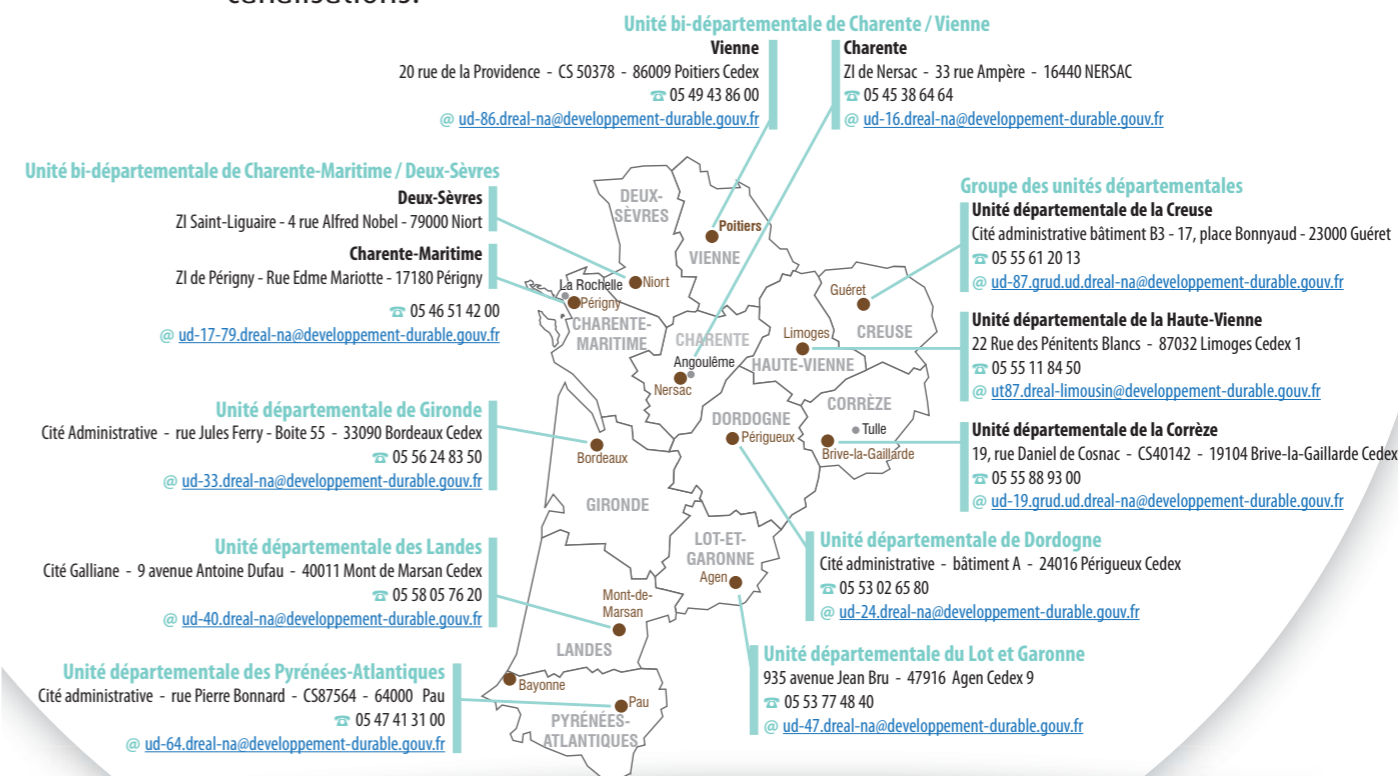 canalisations.
Unité bi-départementale de Charente / Vienne
Vienne
20 rue de la Providence - CS 50378 - 86009 Poitiers Cedex
☎ 05 49 43 86 00
@ ud-86.dreal-na@developpement-durable.gouv.fr
Charente
ZI de Nersac - 33 rue Ampère - 16440 NERSAC
☎ 05 45 38 64 64
@ ud-16.dreal-na@developpement-durable.gouv.fr
Unité bi-départementale de Charente-Maritime / Deux-Sèvres
Deux-Sèvres
ZI Saint-Liguaire - 4 rue Alfred Nobel - 79000 Niort
Charente-Maritime
ZI de Périgny - Rue Edme Mariotte - 17180 Périgny
☎ 05 46 51 42 00
@ ud-17-79.dreal-na@developpement-durable.gouv.fr
Unité départementale de Gironde
Cité Administrative - rue Jules Ferry - Boite 55 - 33090 Bordeaux Cedex
☎ 05 56 24 83 50
@ ud-33.dreal-na@developpement-durable.gouv.fr
Unité départementale des Landes
Cité Galliane - 9 avenue Antoine Dufau - 40011 Mont de Marsan Cedex
☎ 05 58 05 76 20
@ ud-40.dreal-na@developpement-durable.gouv.fr
Unité départementale des Pyrénées-Atlantiques
Cité administrative - rue Pierre Bonnard - CS87564 - 64000 Pau
☎ 05 47 41 31 00
@ ud-64.dreal-na@developpement-durable.gouv.fr
DEUX-
SÈVRES
Poitiers
VIENNE
La Rochelle
Niort
Périgny
CHARENTE-
MARITIME
CHARENTE
Angoulême
Nersac
Guéret
CREUSE
Limoges
HAUTE-VIENNE
CORRÈZE
Tulle
Brive-la-Gaillarde
DORDOGNE
Périgueux
Bordeaux
GIRONDE
LOT-ET-
GARONNE
Agen
Mont-de-
Marsan
LANDES
Bayonne
Pau
PYRÉNÉES-
ATLANTIQUES
Groupe des unités départementales
Unité départementale de la Creuse
Cité administrative bâtiment B3 - 17, place Bonnyaud - 23000 Guéret
☎ 05 55 61 20 13
@ ud-87.grud.ud.dreal-na@developpement-durable.gouv.fr
Unité départementale de la Haute-Vienne
22 Rue des Pénitents Blancs - 87032 Limoges Cedex 1
☎ 05 55 11 84 50
@ ut87.dreal-limousin@developpement-durable.gouv.fr
Unité départementale de la Corrèze
19, rue Daniel de Cosnac - CS40142 - 19104 Brive-la-Gaillarde Cedex
☎ 05 55 88 93 00
@ ud-19.grud.ud.dreal-na@developpement-durable.gouv.fr
Unité départementale de Dordogne
Cité administrative - bâtiment A - 24016 Périgueux Cedex
☎ 05 53 02 65 80
@ ud-24.dreal-na@developpement-durable.gouv.fr
Unité départementale du Lot et Garonne
935 avenue Jean Bru - 47916 Agen Cedex 9
☎ 05 53 77 48 40
@ ud-47.dreal-na@developpement-durable.gouv.fr